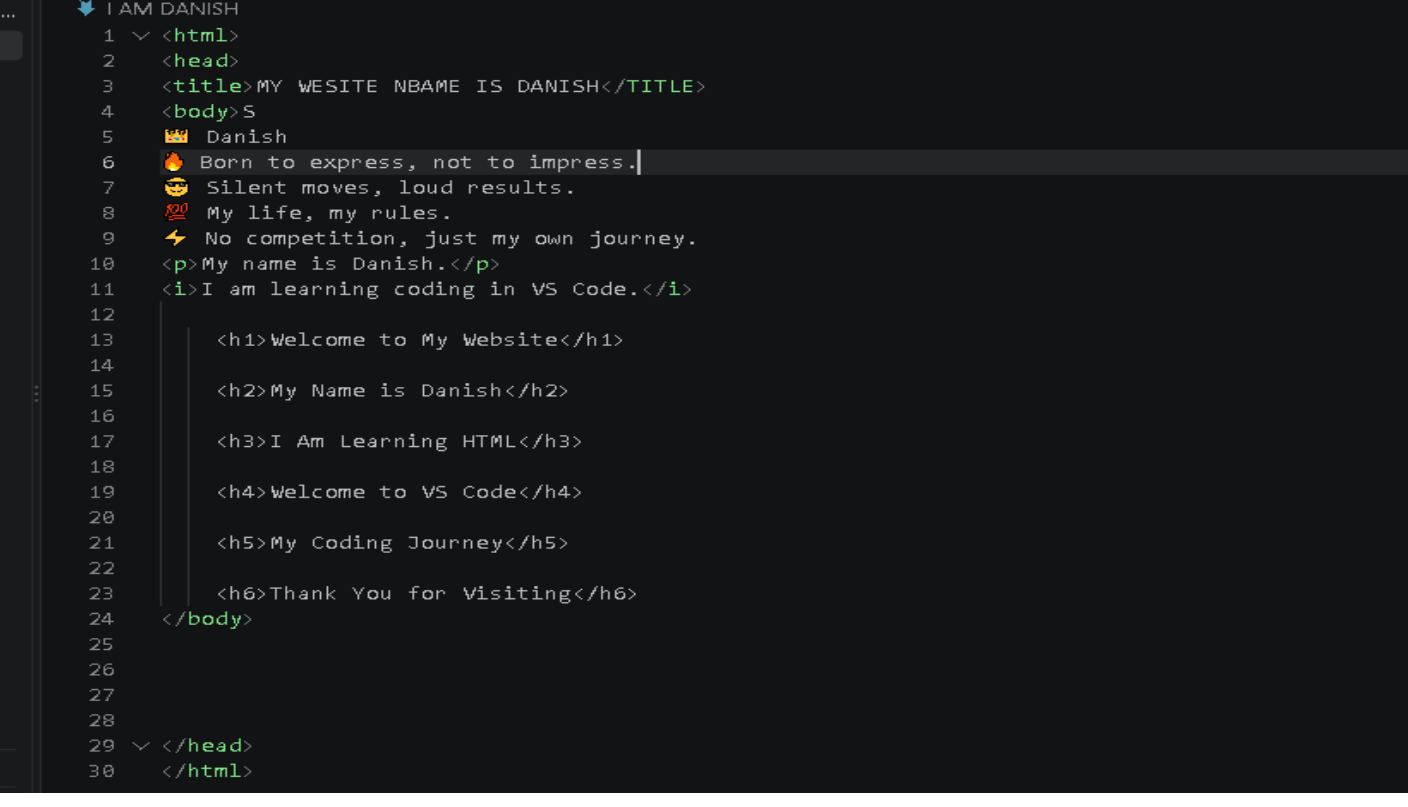 ...
I AM DANISH
1 <html>
2 <head>
3 <title>MY WESITE NBAME IS DANISH</TITLE>
4 <body>S
5 👑 Danish
6 🔥 Born to express, not to impress.
7 😎 Silent moves, loud results.
8 💯 My life, my rules.
9 ⚡ No competition, just my own journey.
10 <p>My name is Danish.</p>
11 <i>I am learning coding in VS Code.</i>
12
13 <h1>Welcome to My Website</h1>
14
15 <h2>My Name is Danish</h2>
16
17 <h3>I Am Learning HTML</h3>
18
19 <h4>Welcome to VS Code</h4>
20
21 <h5>My Coding Journey</h5>
22
23 <h6>Thank You for Visiting</h6>
24 </body>
25
26
27
28
29 </head>
30 </html>